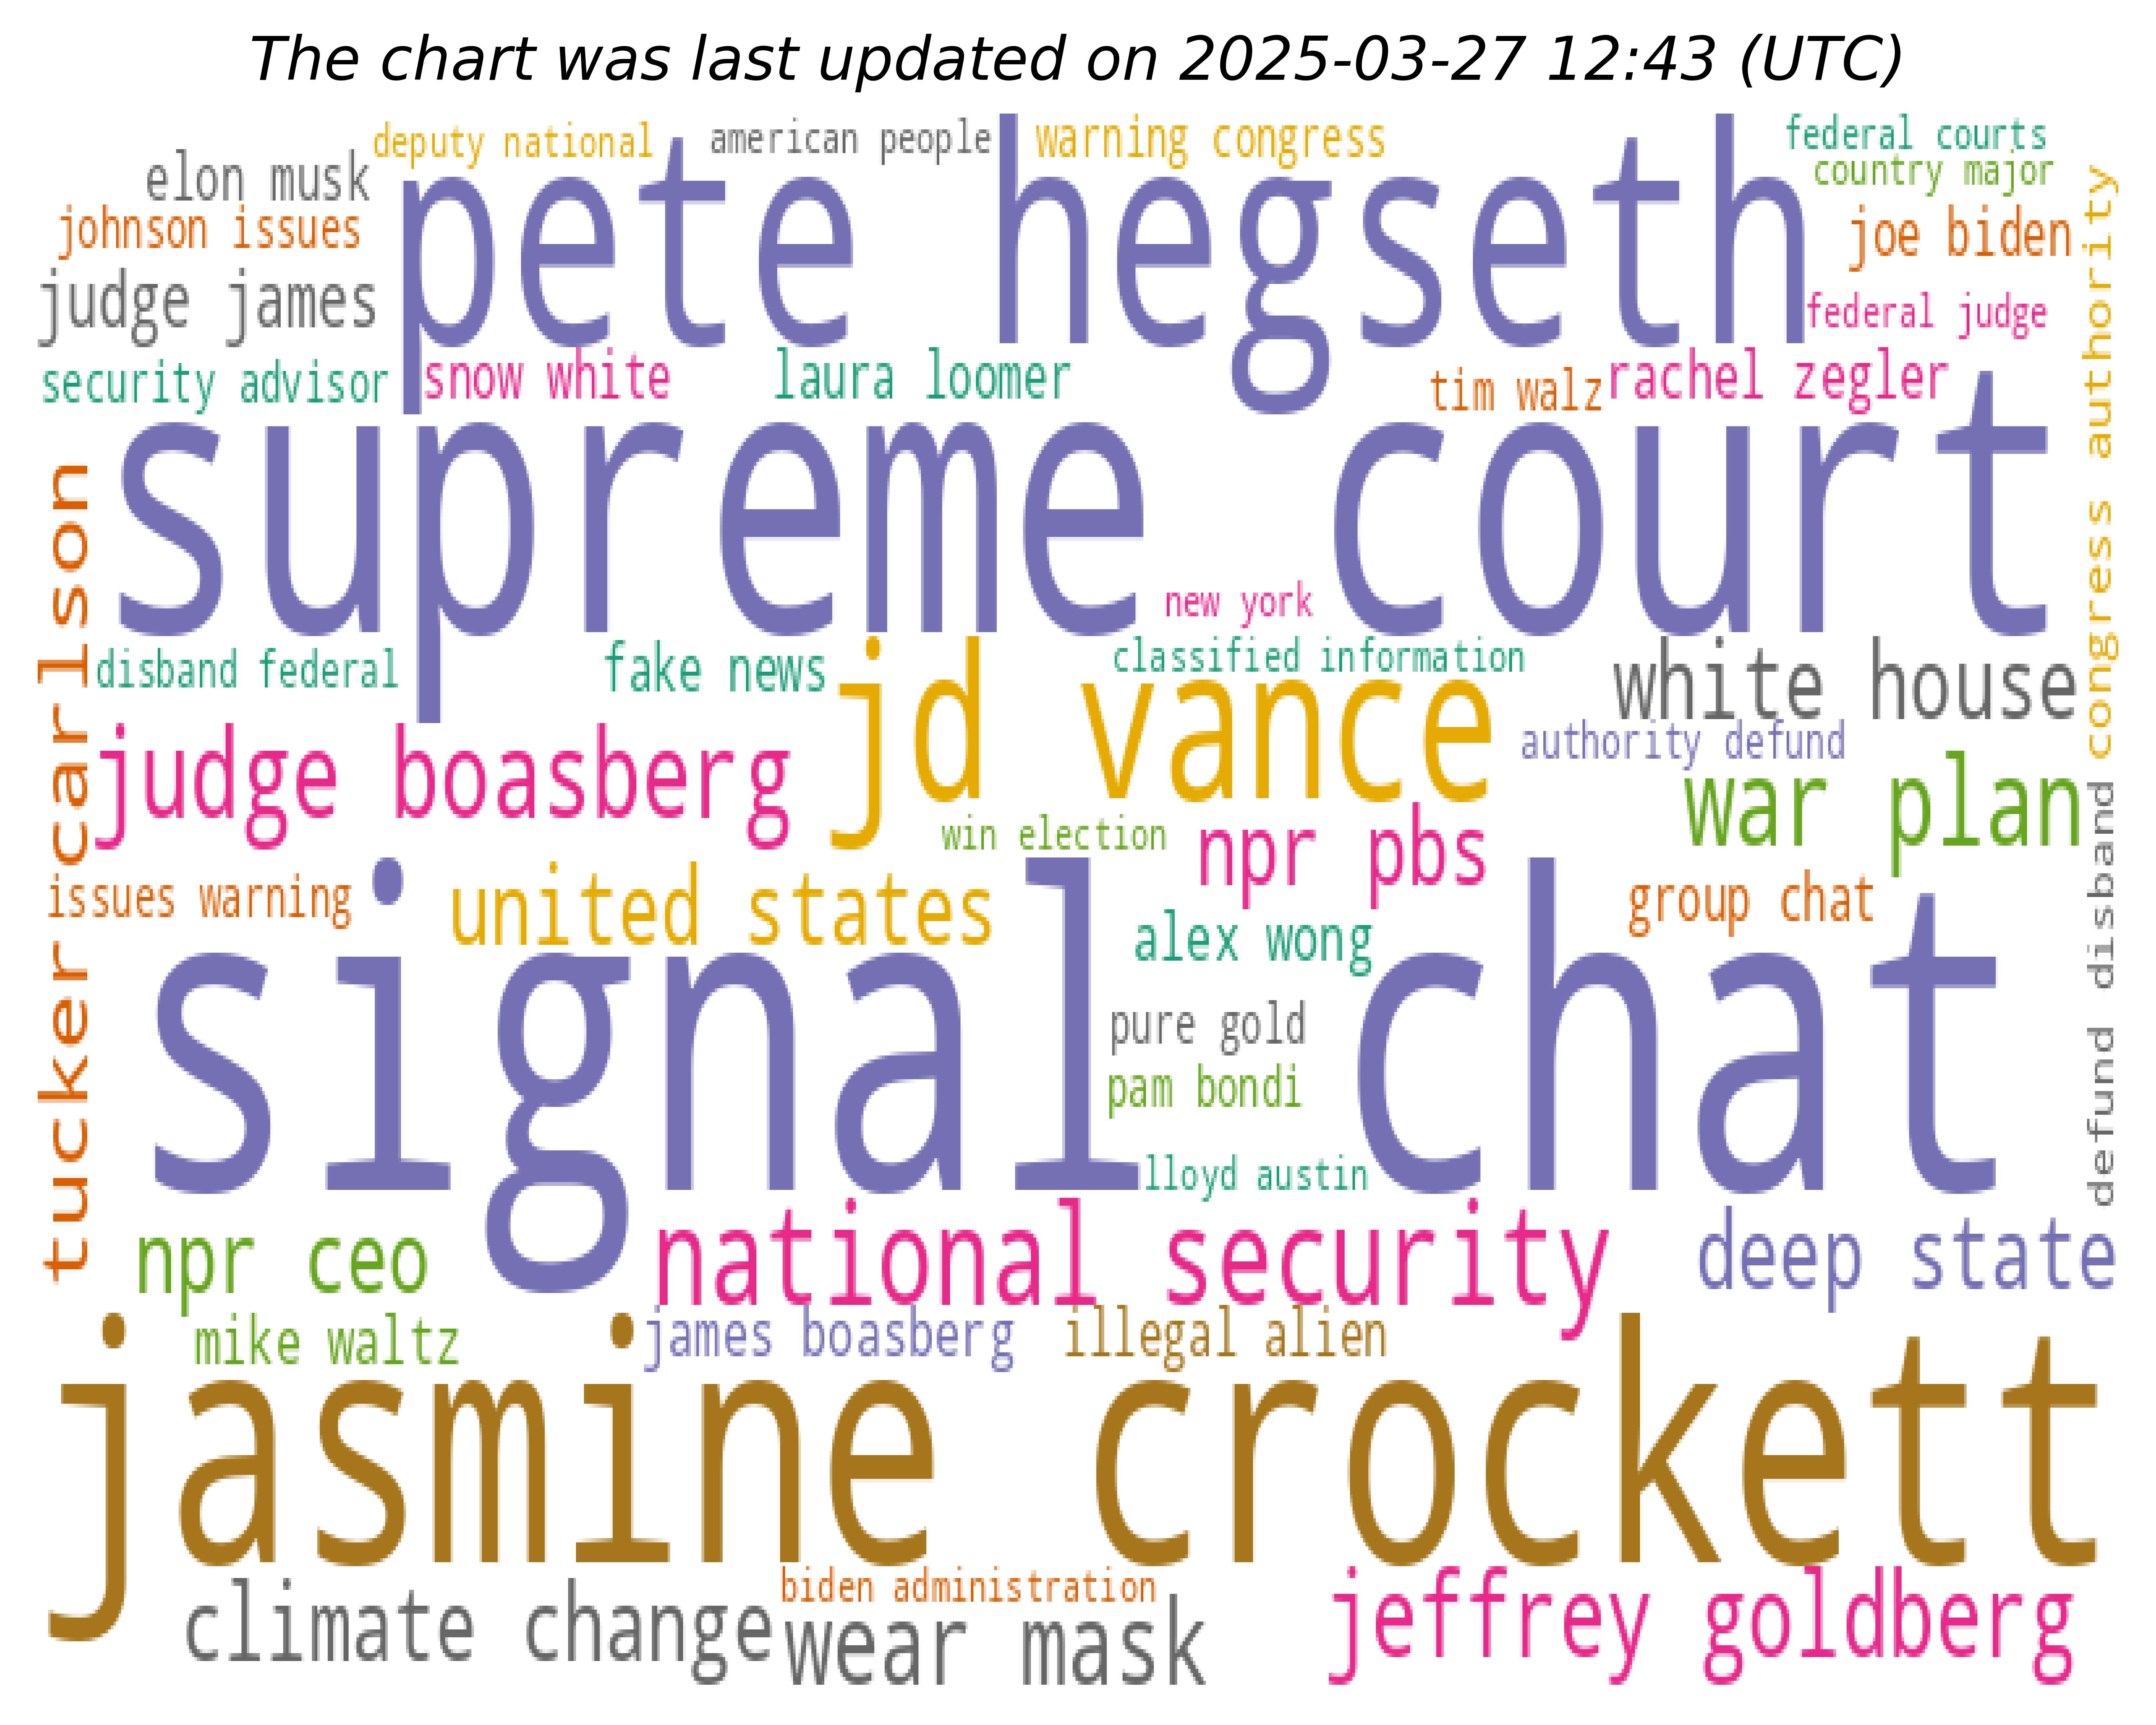 The chart was last updated on 2025-03-27 12:43 (UTC)
deputy national
american people
warning congress
federal courts
elon musk
country major
johnson issues
pete hegseth
joe biden
judge james
federal judge
congress authority
security advisor
snow white
laura loomer
tim walz
rachel zegler
supreme court
tucker carlson
new york
disband federal
fake news
classified information
jd vance
white house
authority defund
judge boasberg
war plan
win election
npr pbs
issues warning
united states
group chat
alex wong
signal chat
defund disband
pure gold
pam bondi
lloyd austin
npr ceo
national security
deep state
mike waltz
james boasberg
illegal alien
jasmine crockett
biden administration
climate change
wear mask
jeffrey goldberg